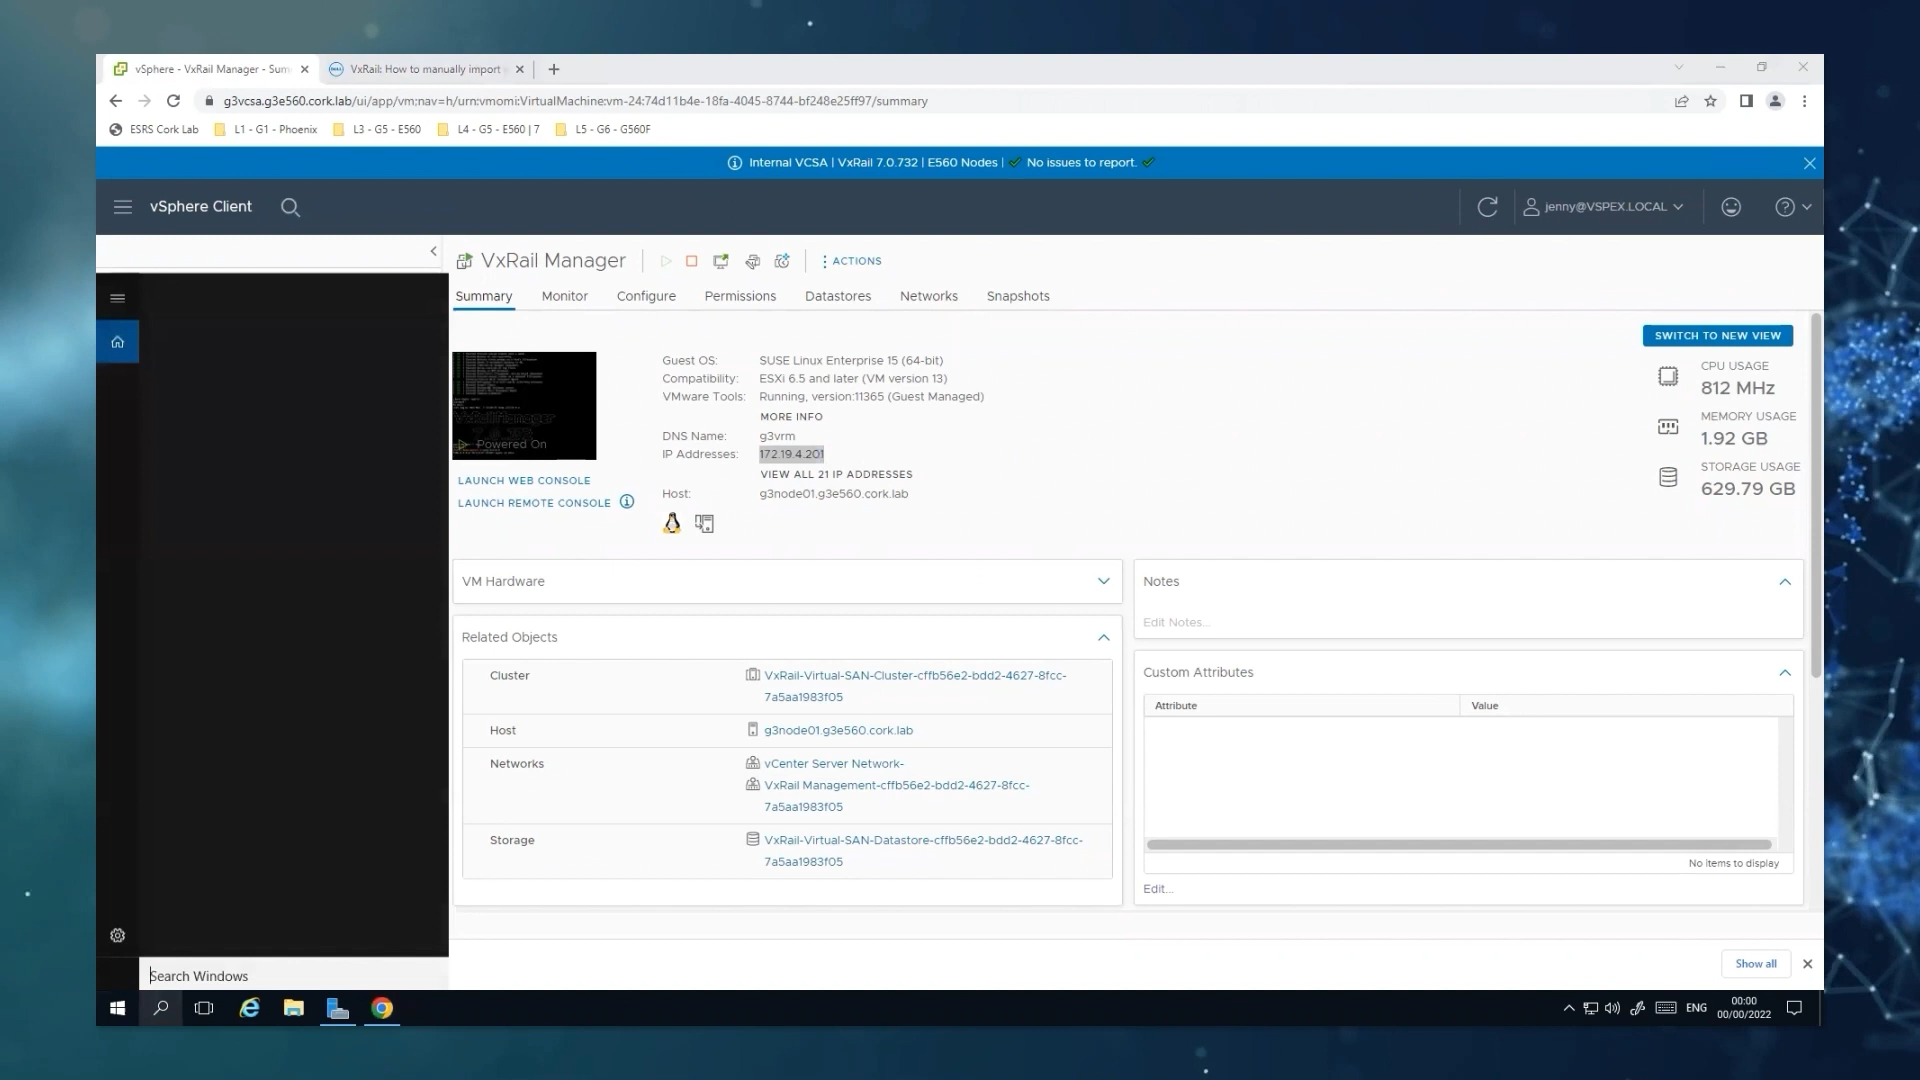 vSphere - VxRail Manager - Sum
VxRail: How to manually import
g3vcsa.g3e560.cork.lab/ui/app/vm;nav=h/urn:vmomi:VirtualMachine:vm-24:74d11b4e-18fa-4045-8744-bf248e25ff97/summary
ESRS Cork Lab
L1 - G1 - Phoenix
L3 - G5 - E560
L4 - G5 - E560 | 7
L5 - G6 - G560F
Internal VCSA | VxRail 7.0.732 | E560 Nodes | ✔ No issues to report. ✔
vSphere Client
jenny@VSPEX.LOCAL
VxRail Manager
ACTIONS
Summary
Monitor
Configure
Permissions
Datastores
Networks
Snapshots
SWITCH TO NEW VIEW
Powered On
LAUNCH WEB CONSOLE
LAUNCH REMOTE CONSOLE
Guest OS: SUSE Linux Enterprise 15 (64-bit)
Compatibility: ESXi 6.5 and later (VM version 13)
VMware Tools: Running, version:11365 (Guest Managed)
MORE INFO
DNS Name: g3vrm
IP Addresses: 172.19.4.201
VIEW ALL 21 IP ADDRESSES
Host: g3node01.g3e560.cork.lab
CPU USAGE
812 MHz
MEMORY USAGE
1.92 GB
STORAGE USAGE
629.79 GB
VM Hardware
Related Objects
Cluster
VxRail-Virtual-SAN-Cluster-cffb56e2-bdd2-4627-8fcc-
7a5aa1983f05
Host
g3node01.g3e560.cork.lab
Networks
vCenter Server Network-
VxRail Management-cffb56e2-bdd2-4627-8fcc-
7a5aa1983f05
Storage
VxRail-Virtual-SAN-Datastore-cffb56e2-bdd2-4627-8fcc-
7a5aa1983f05
Notes
Edit Notes...
Custom Attributes
Attribute
Value
No items to display
Edit...
Show all
Search Windows
ENG
00:00
00/00/2022